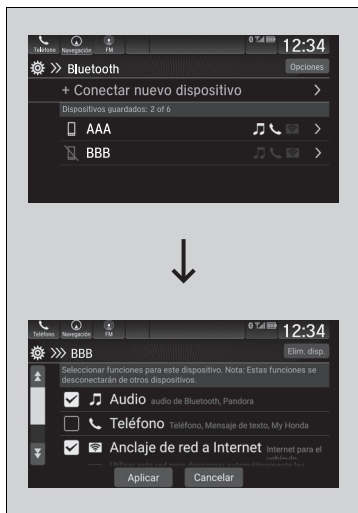 Teléfono Navegación FM 12:34
Bluetooth Opciones
+ Conectar nuevo dispositivo
Dispositivos guardados: 2 of 6
AAA
BBB
Teléfono Navegación FM 12:34
BBB Elim. disp.
Seleccionar funciones para este dispositivo. Nota: Estas funciones se
desconectarán de otros dispositivos.
Audio audio de Bluetooth, Pandora
Teléfono Teléfono, Mensaje de texto, My Honda
Anclaje de red a Internet Internet para el
vehículo
Aplicar Cancelar